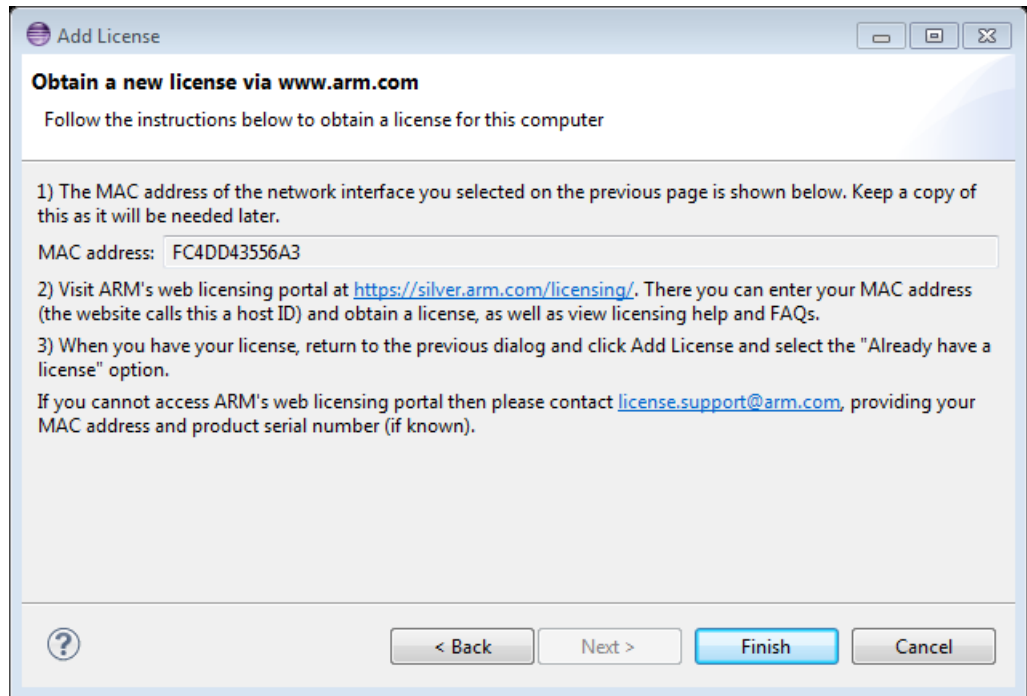 Add License
Obtain a new license via www.arm.com
Follow the instructions below to obtain a license for this computer
1) The MAC address of the network interface you selected on the previous page is shown below. Keep a copy of
this as it will be needed later.
MAC address: FC4DD43556A3
2) Visit ARM's web licensing portal at https://silver.arm.com/licensing/. There you can enter your MAC address
(the website calls this a host ID) and obtain a license, as well as view licensing help and FAQs.
3) When you have your license, return to the previous dialog and click Add License and select the "Already have a
license" option.
If you cannot access ARM's web licensing portal then please contact license.support@arm.com, providing your
MAC address and product serial number (if known).
? < Back Next > Finish Cancel